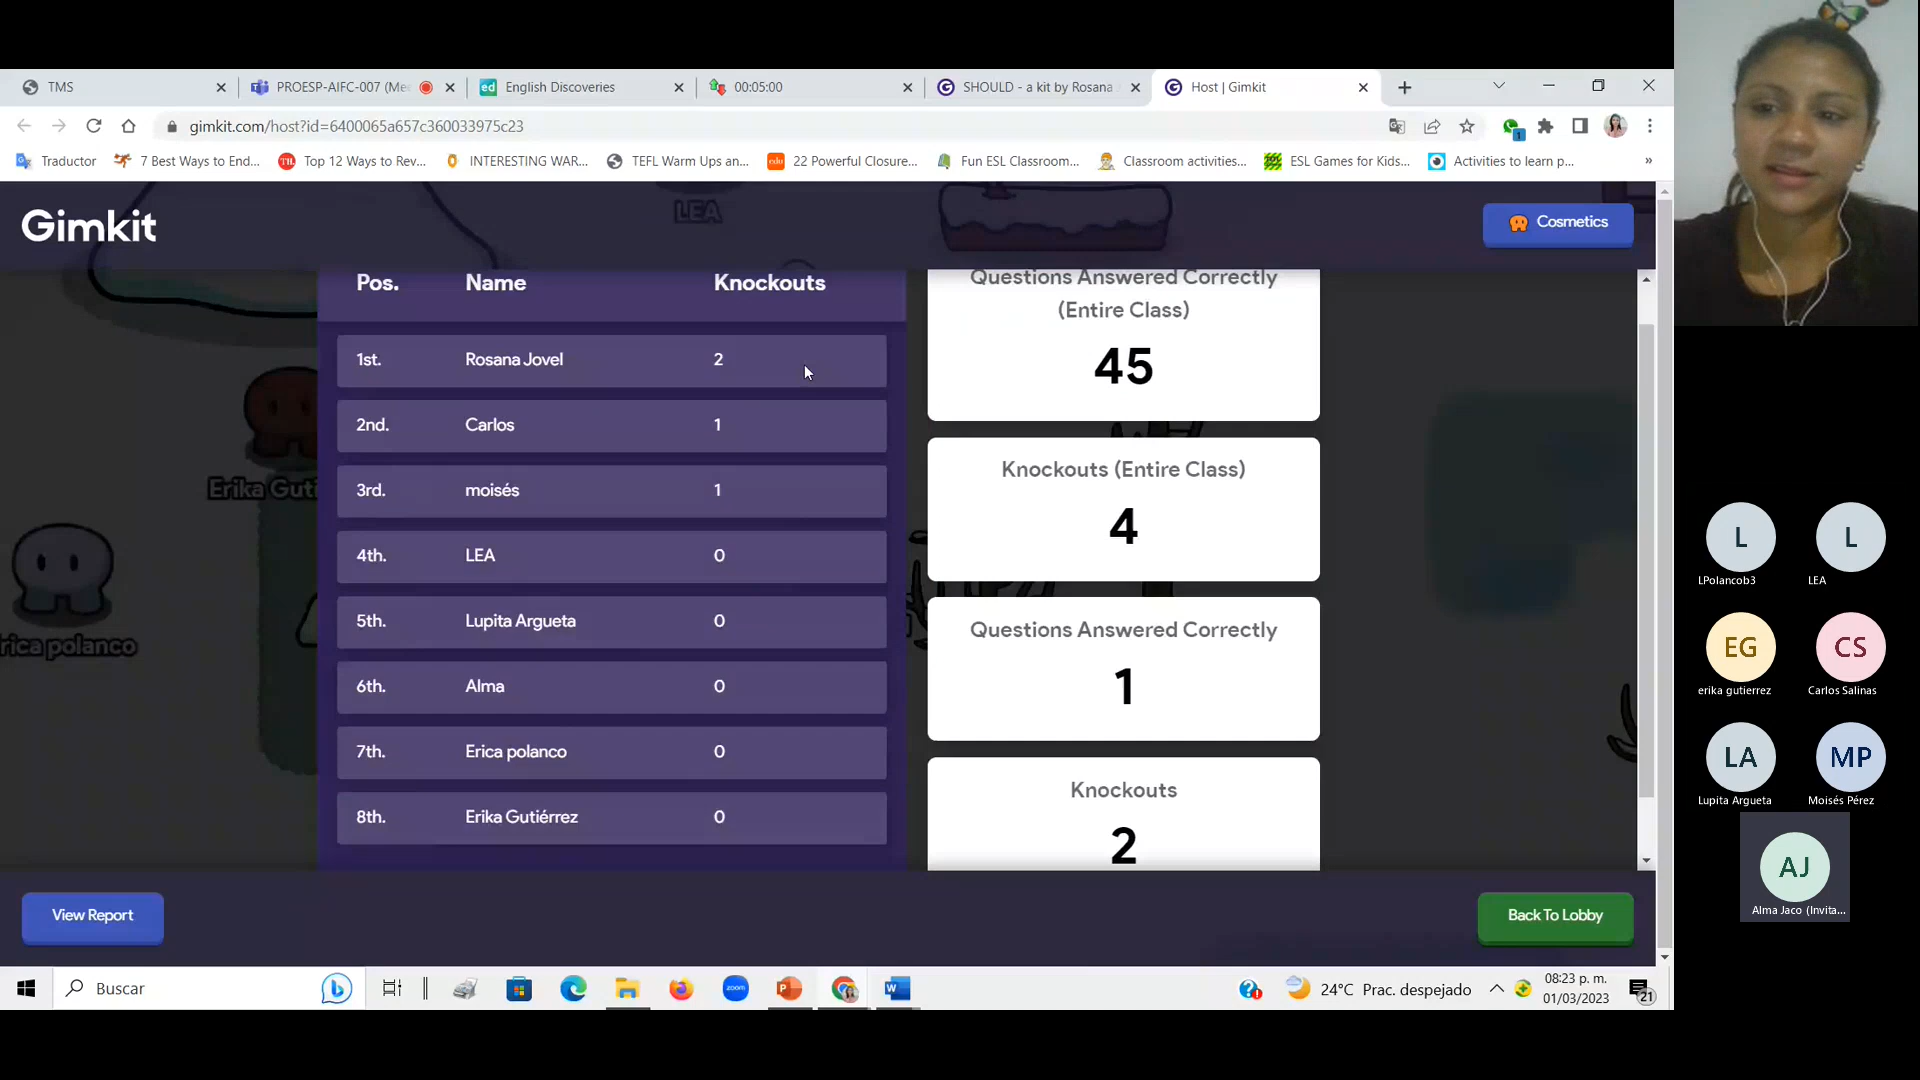 TMS
PROESP-AIFC-007 (Mee
English Discoveries
00:05:00
SHOULD - a kit by Rosana
Host | Gimkit
gimkit.com/host?id=6400065a657c360033975c23
1
Traductor
7 Best Ways to End...
Top 12 Ways to Rev...
INTERESTING WAR...
TEFL Warm Ups an...
22 Powerful Closure...
Fun ESL Classroom...
Classroom activities...
ESL Games for Kids...
Activities to learn p...
»
Gimkit
LEA
Cosmetics
Pos. Name Knockouts
1st. Rosana Jovel 2
2nd. Carlos 1
3rd. moisés 1
4th. LEA 0
5th. Lupita Argueta 0
6th. Alma 0
7th. Erica polanco 0
8th. Erika Gutiérrez 0
Erika Guti
rica polanco
Questions Answered Correctly
(Entire Class)
45
Knockouts (Entire Class)
4
Questions Answered Correctly
1
Knockouts
2
View Report
Back To Lobby
L
LPolancob3
L
LEA
EG
erika gutierrez
CS
Carlos Salinas
LA
Lupita Argueta
MP
Moisés Pérez
AJ
Alma Jaco (Invita...
Buscar
zoom
24°C Prac. despejado
08:23 p. m.
01/03/2023
21